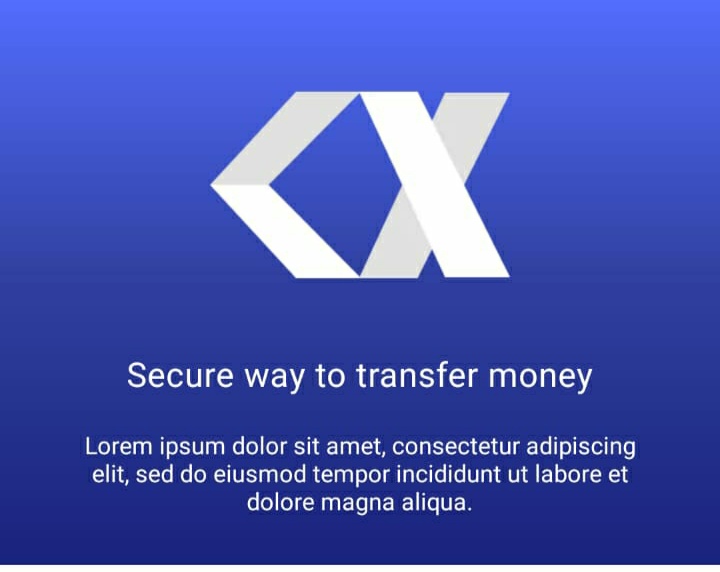 Secure way to transfer money
Lorem ipsum dolor sit amet, consectetur adipiscing
elit, sed do eiusmod tempor incididunt ut labore et
dolore magna aliqua.